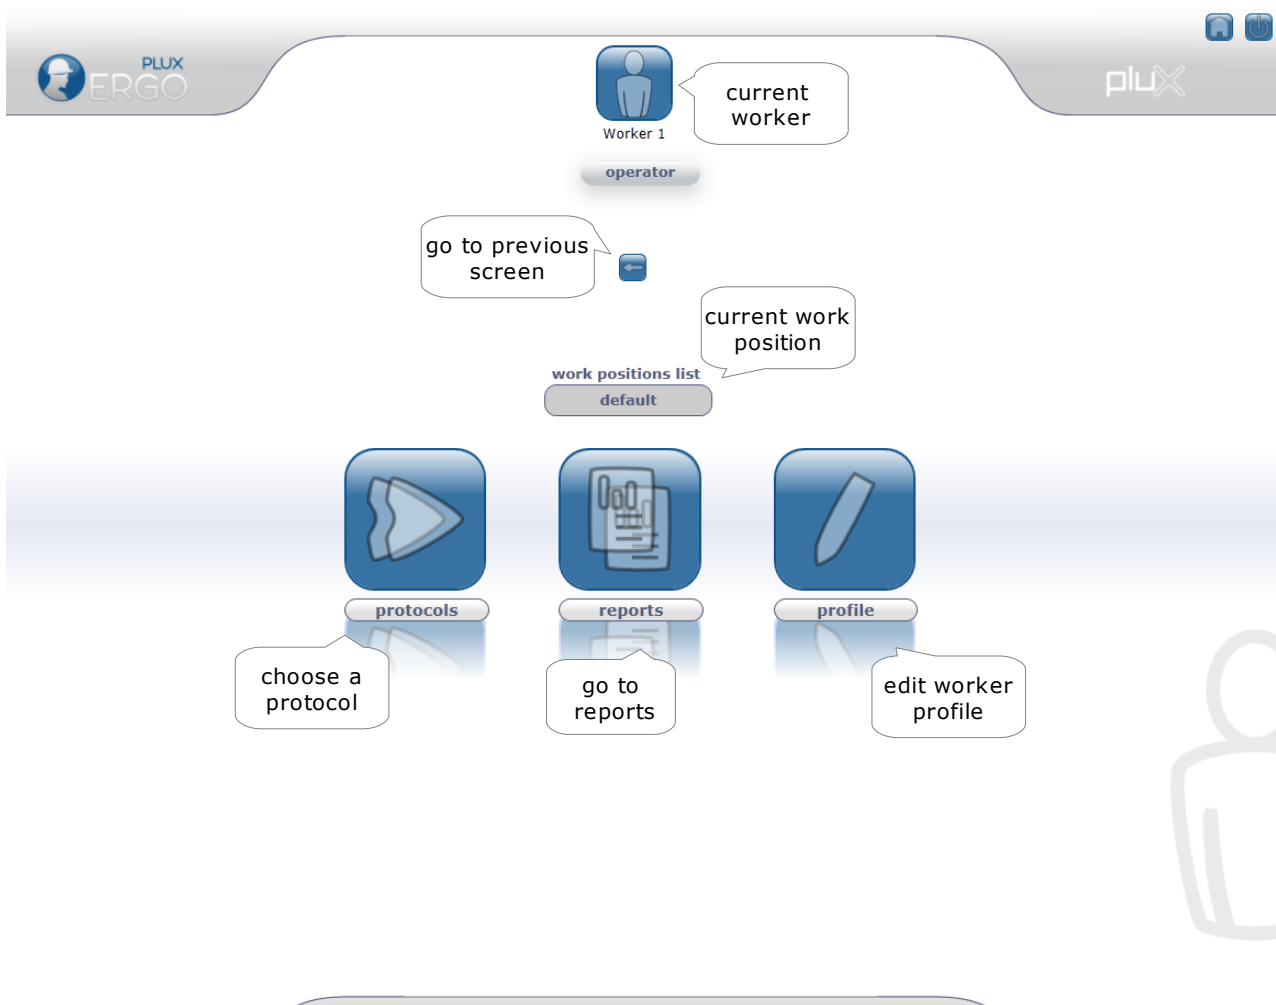 PLUX
ERGO
plux
current
worker
Worker 1
operator
go to previous
screen
current work
position
work positions list
default
protocols
reports
profile
choose a
protocol
go to
reports
edit worker
profile